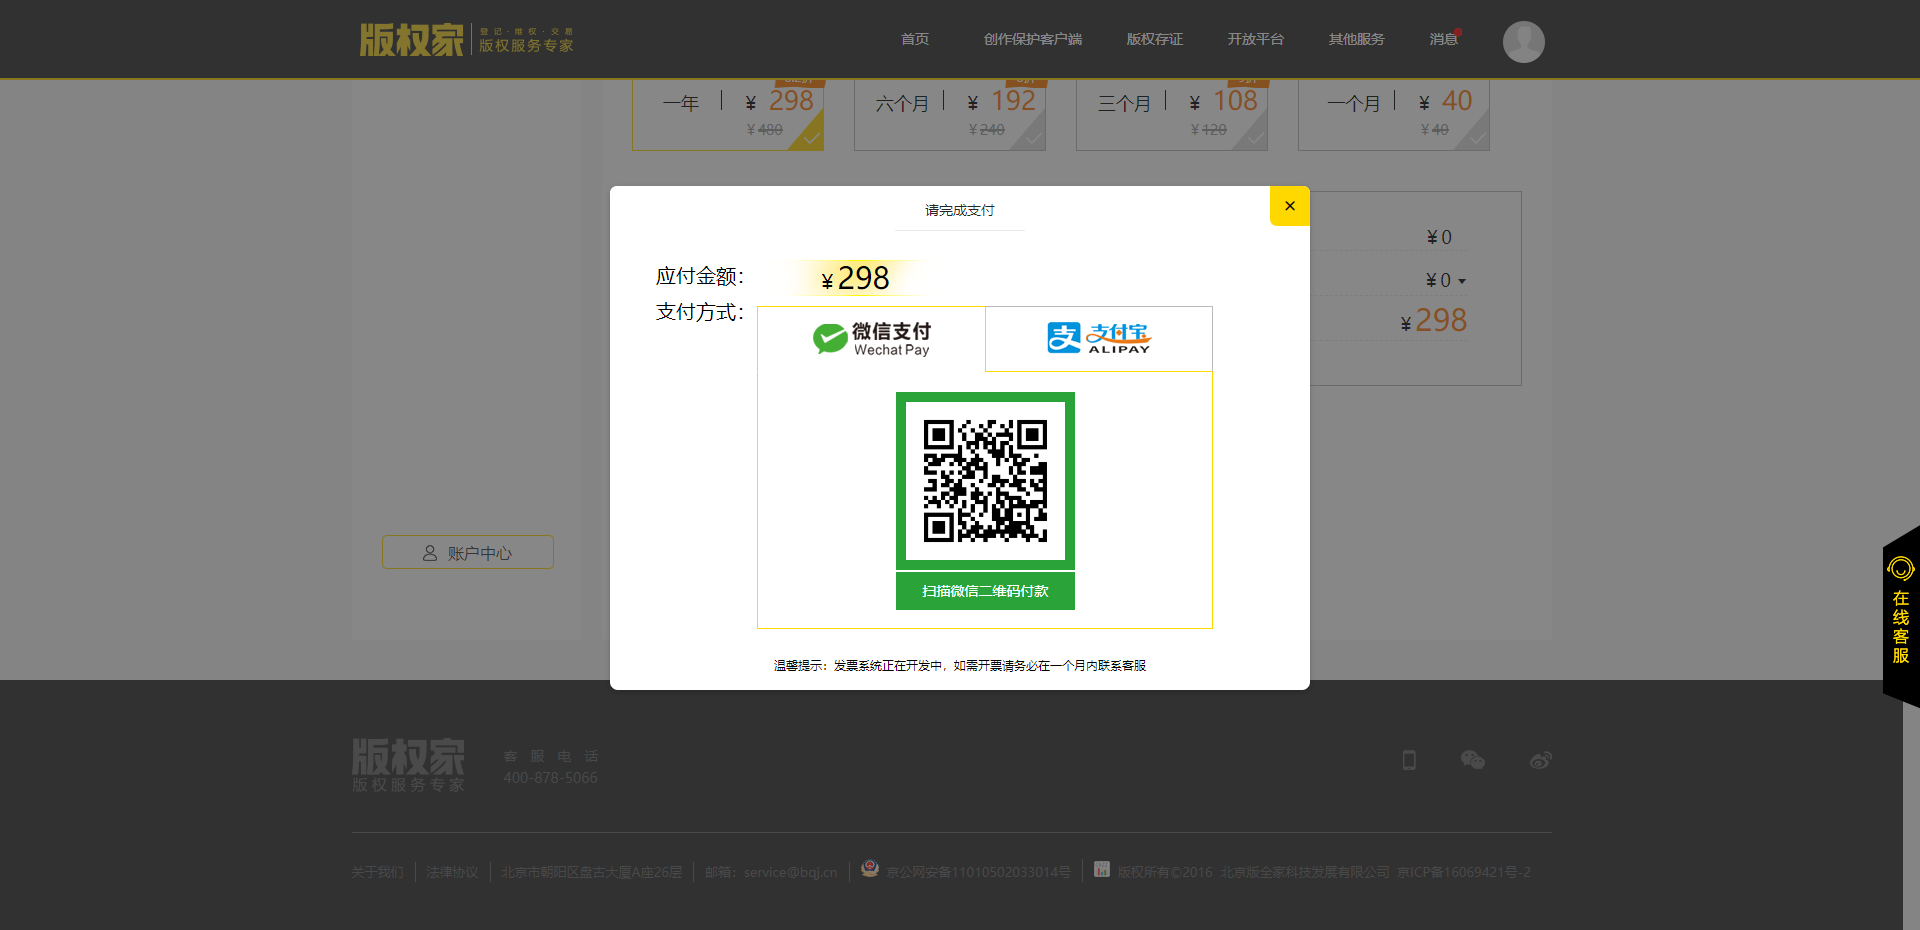 版权家
登记·维权·交易
版权服务专家
首页
创作保护客户端
版权存证
开放平台
其他服务
消息
一年 ¥ 298
¥480
六个月 ¥ 192
¥240
三个月 ¥ 108
¥120
一个月 ¥ 40
¥40
请完成支付
×
应付金额：
¥298
支付方式：
微信支付
Wechat Pay
支付宝
ALIPAY
扫描微信二维码付款
温馨提示：发票系统正在开发中，如需开票请务必在一个月内联系客服
¥0
¥0
¥298
账户中心
在线客服
版权家
版权服务专家
客服电话
400-878-5066
关于我们
法律协议
北京市朝阳区盘古大厦A座26层
邮箱：service@bqj.cn
京公网安备11010502033014号
版权所有©2016 北京版全家科技发展有限公司 京ICP备16069421号-2